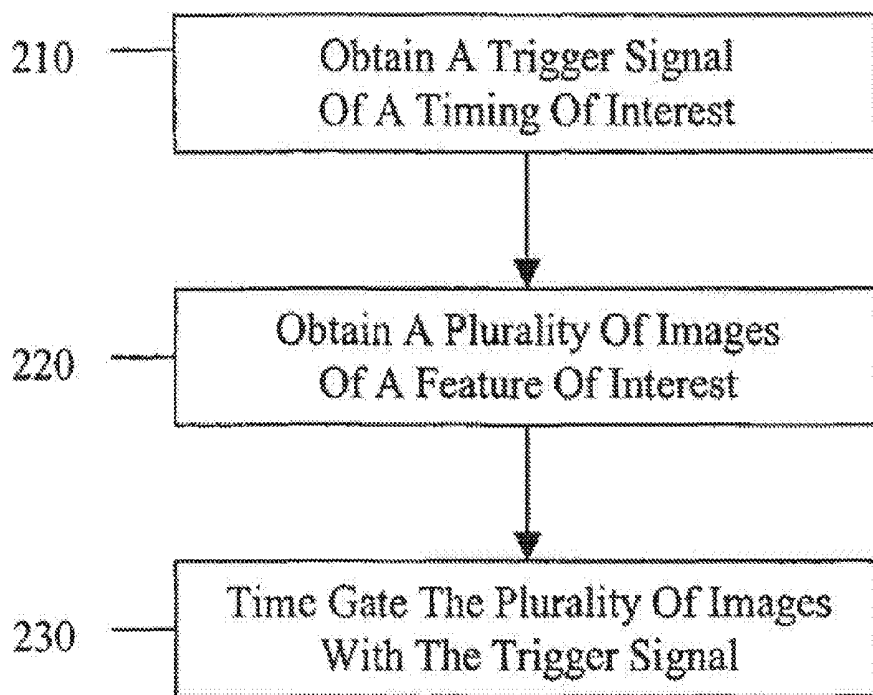 210
Obtain A Trigger Signal
Of A Timing Of Interest
220
Obtain A Plurality Of Images
Of A Feature Of Interest
230
Time Gate The Plurality Of Images
With The Trigger Signal